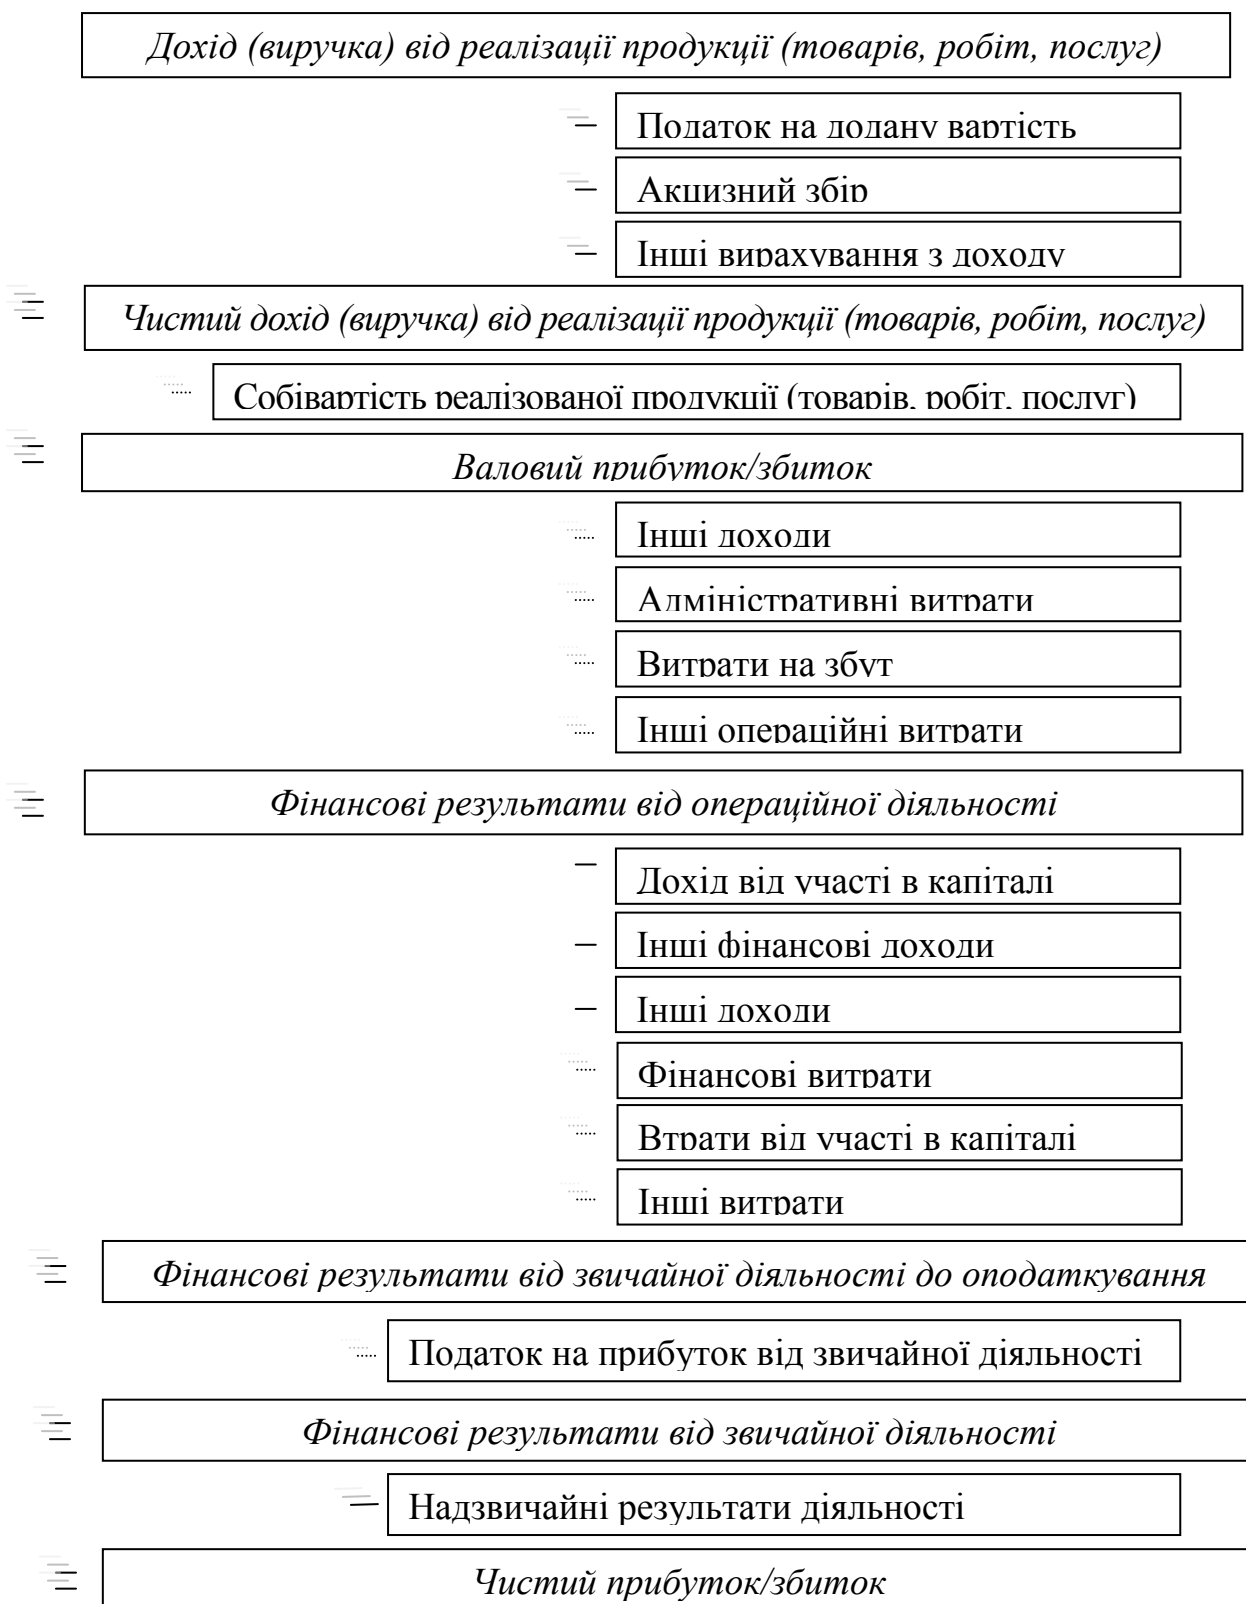 Дохід (виручка) від реалізації продукції (товарів, робіт, послуг)
Податок на додану вартість
Акцизний збір
Інші вирахування з доходу
Чистий дохід (виручка) від реалізації продукції (товарів, робіт, послуг)
Собівартість реалізованої продукції (товарів, робіт, послуг)
Валовий прибуток/збиток
Інші доходи
Адміністративні витрати
Витрати на збут
Інші операційні витрати
Фінансові результати від операційної діяльності
Дохід від участі в капіталі
Інші фінансові доходи
Інші доходи
Фінансові витрати
Втрати від участі в капіталі
Інші витрати
Фінансові результати від звичайної діяльності до оподаткування
Податок на прибуток від звичайної діяльності
Фінансові результати від звичайної діяльності
Надзвичайні результати діяльності
Чистий прибуток/збиток